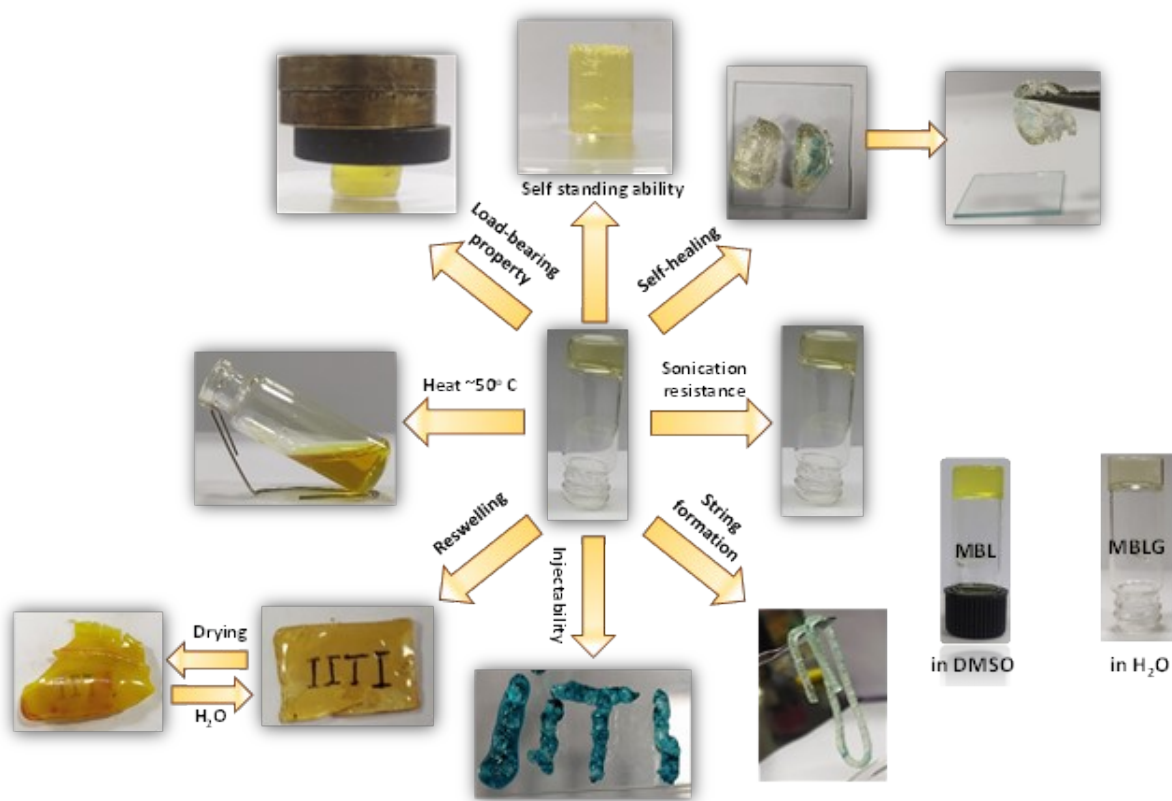 Self standing ability
Load-bearing
property
Self-healing
Heat ~50° C
Sonication
resistance
Reswelling
Injectability
String
formation
MBL
MBLG
in DMSO
in H₂O
Drying
H₂O
IITI
IITI